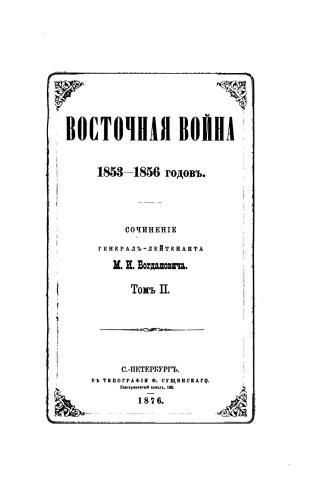 ВОСТОЧНАЯ ВОЙНА
1853—1856 годовъ.
СОЧИНЕНІЕ
ГЕНЕРАЛЪ-ЛЕЙТЕНАНТА
М. И. Богдановича.
Томъ II.
С.-ПЕТЕРБУРГЪ.
ВЪ ТИПОГРАФІИ Ф. СУЩИНСКАГО.
Екатерининскій каналъ, 168.
1876.